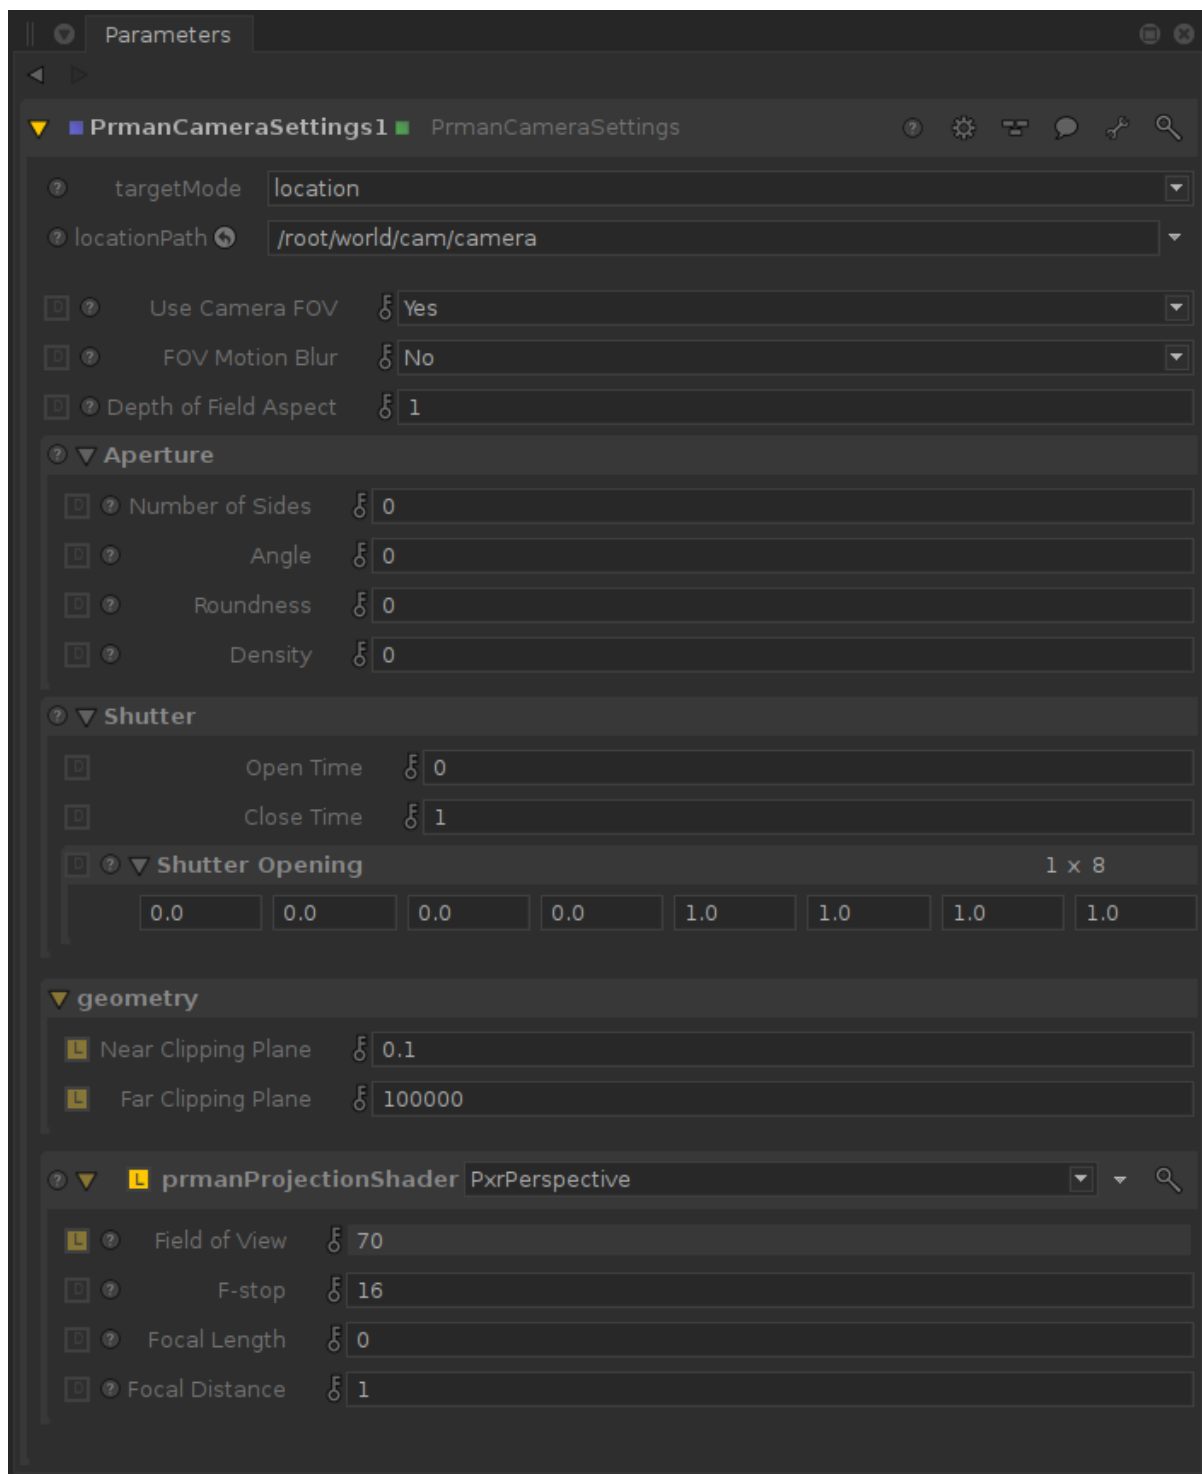 Parameters
PrmanCameraSettings1 PrmanCameraSettings ?
? targetMode location
? locationPath /root/world/cam/camera
D ? Use Camera FOV Yes
D ? FOV Motion Blur No
D ? Depth of Field Aspect 1
? Aperture
D ? Number of Sides 0
D ? Angle 0
D ? Roundness 0
D ? Density 0
? Shutter
D Open Time 0
D Close Time 1
D ? Shutter Opening 1 × 8
0.0 0.0 0.0 0.0 1.0 1.0 1.0 1.0
geometry
L Near Clipping Plane 0.1
L Far Clipping Plane 100000
? L prmanProjectionShader PxrPerspective
L ? Field of View 70
D ? F-stop 16
D ? Focal Length 0
D ? Focal Distance 1